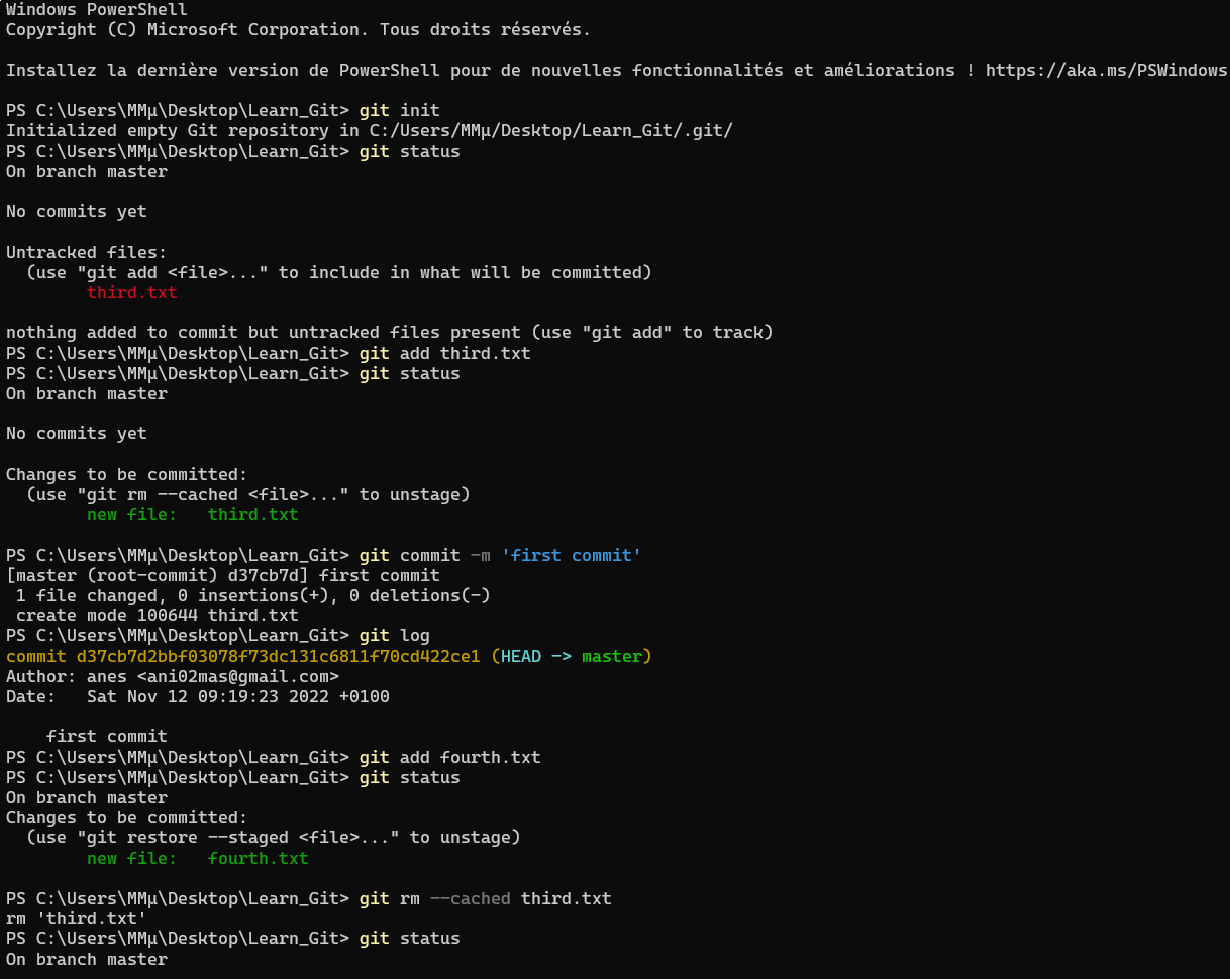 Windows PowerShell
Copyright (C) Microsoft Corporation. Tous droits réservés.
Installez la dernière version de PowerShell pour de nouvelles fonctionnalités et améliorations ! https://aka.ms/PSWindows
PS C:\Users\MMµ\Desktop\Learn_Git> git init
Initialized empty Git repository in C:/Users/MMµ/Desktop/Learn_Git/.git/
PS C:\Users\MMµ\Desktop\Learn_Git> git status
On branch master
No commits yet
Untracked files:
  (use "git add <file>..." to include in what will be committed)
        third.txt
nothing added to commit but untracked files present (use "git add" to track)
PS C:\Users\MMµ\Desktop\Learn_Git> git add third.txt
PS C:\Users\MMµ\Desktop\Learn_Git> git status
On branch master
No commits yet
Changes to be committed:
  (use "git rm --cached <file>..." to unstage)
        new file:   third.txt
PS C:\Users\MMµ\Desktop\Learn_Git> git commit -m 'first commit'
[master (root-commit) d37cb7d] first commit
 1 file changed, 0 insertions(+), 0 deletions(-)
 create mode 100644 third.txt
PS C:\Users\MMµ\Desktop\Learn_Git> git log
commit d37cb7d2bbf03078f73dc131c6811f70cd422ce1 (HEAD -> master)
Author: anes <ani02mas@gmail.com>
Date:   Sat Nov 12 09:19:23 2022 +0100
    first commit
PS C:\Users\MMµ\Desktop\Learn_Git> git add fourth.txt
PS C:\Users\MMµ\Desktop\Learn_Git> git status
On branch master
Changes to be committed:
  (use "git restore --staged <file>..." to unstage)
        new file:   fourth.txt
PS C:\Users\MMµ\Desktop\Learn_Git> git rm --cached third.txt
rm 'third.txt'
PS C:\Users\MMµ\Desktop\Learn_Git> git status
On branch master